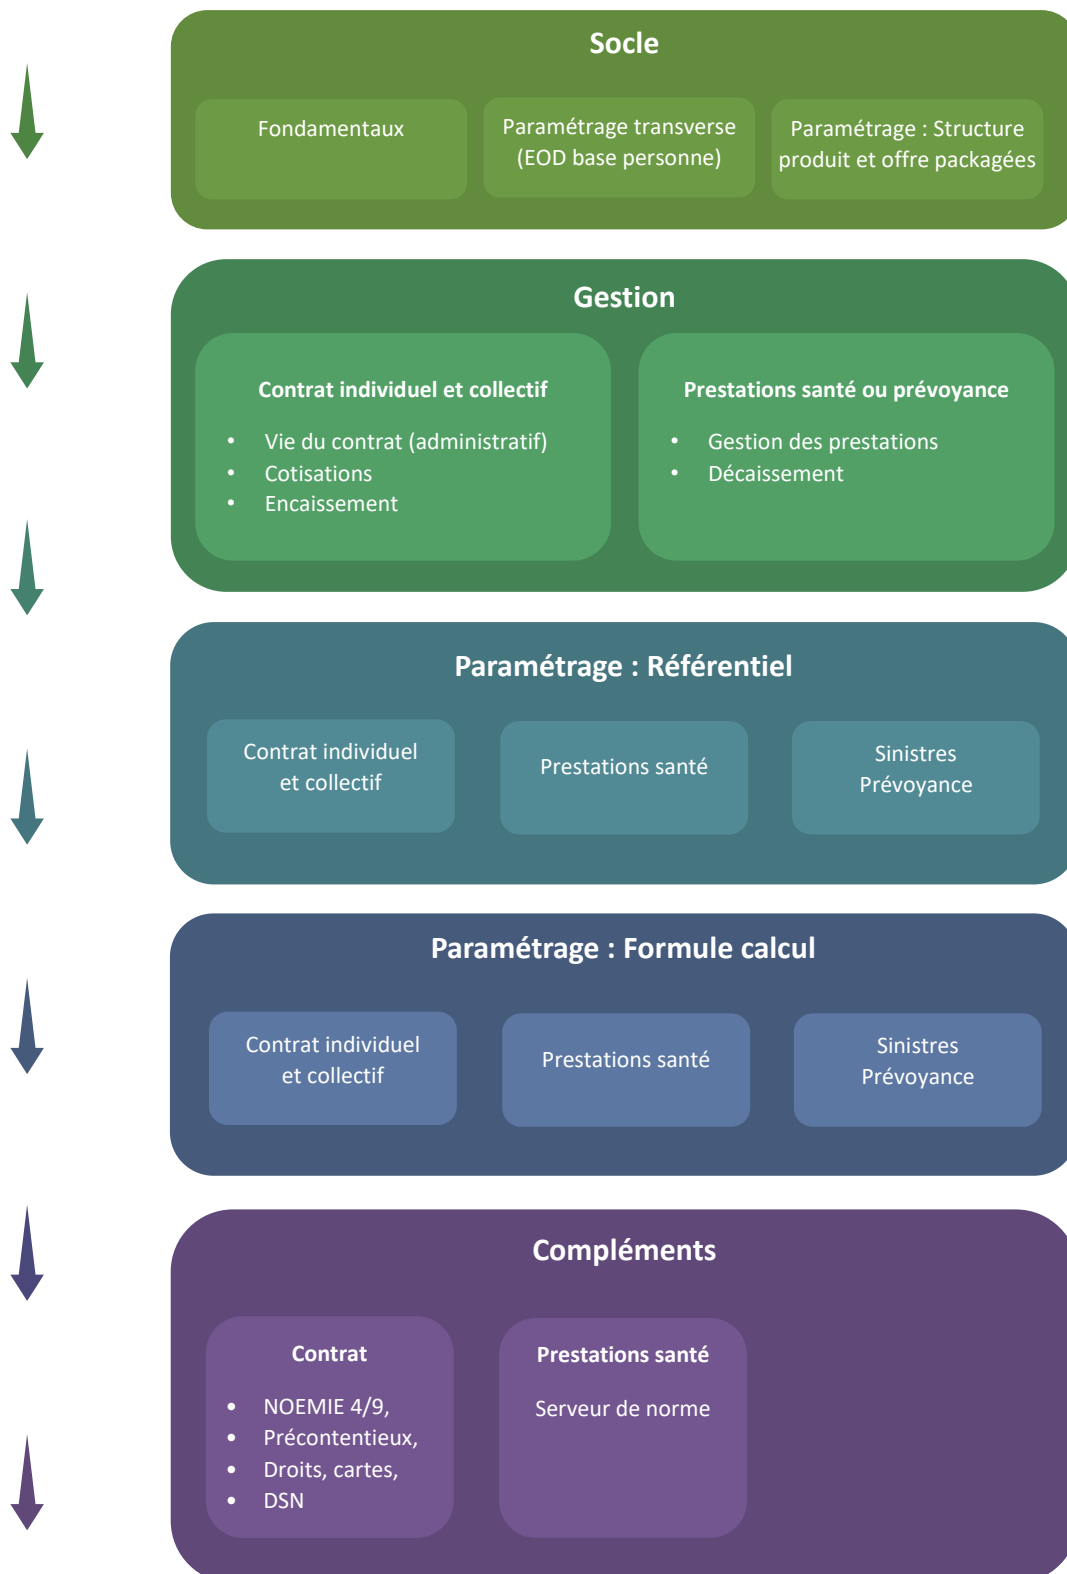 Socle
Fondamentaux
Paramétrage transverse
(EOD base personne)
Paramétrage : Structure
produit et offre packagées
Gestion
Contrat individuel et collectif
• Vie du contrat (administratif)
• Cotisations
• Encaissement
Prestations santé ou prévoyance
• Gestion des prestations
• Décaissement
Paramétrage : Référentiel
Contrat individuel
et collectif
Prestations santé
Sinistres
Prévoyance
Paramétrage : Formule calcul
Contrat individuel
et collectif
Prestations santé
Sinistres
Prévoyance
Compléments
Contrat
• NOEMIE 4/9,
• Précontentieux,
• Droits, cartes,
• DSN
Prestations santé
Serveur de norme